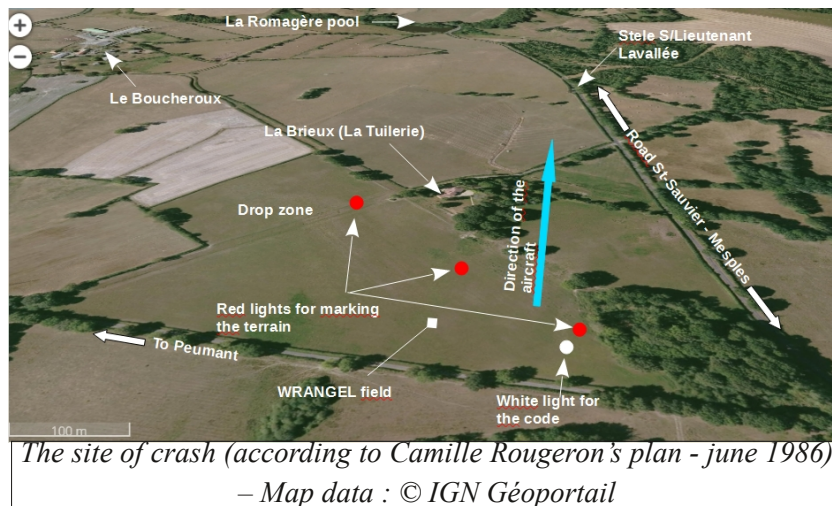 La Romagère pool
Stele S/Lieutenant
Lavallée
Le Boucheroux
La Brieux (La Tuilerie)
Road St-Sauvier - Mesples
Drop zone
Direction of the
aircraft
Red lights for marking
the terrain
To Peumant
WRANGEL field
White light for
the code
100 m
The site of crash (according to Camille Rougeron’s plan - june 1986)
– Map data : © IGN Géoportail